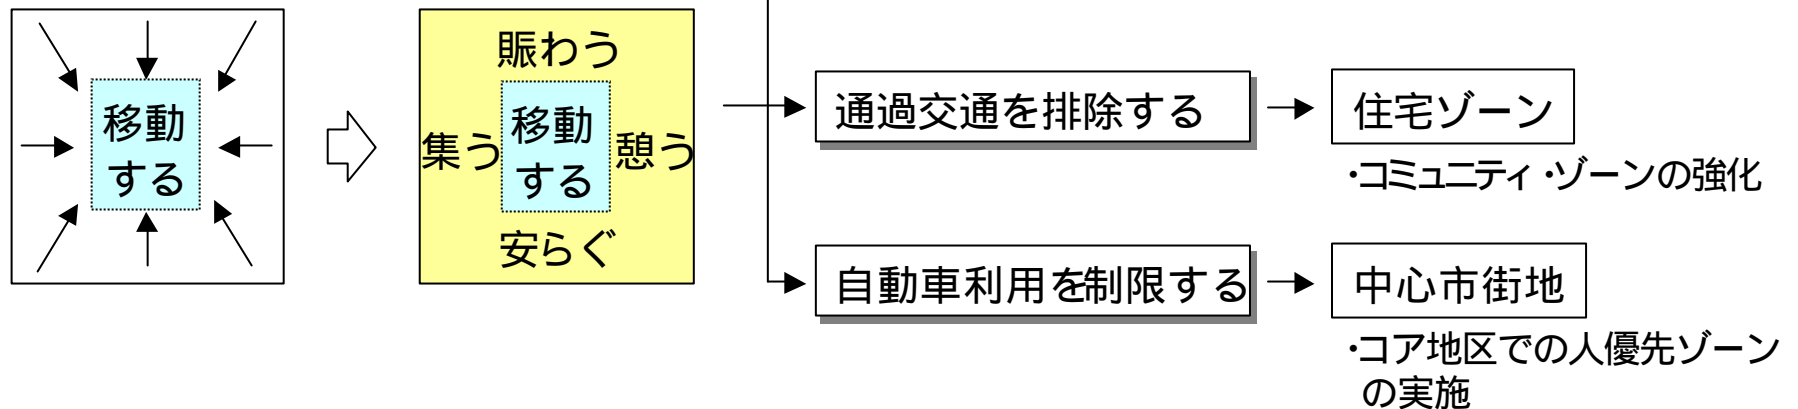 移動
する
賑わう
集う
移動
する
憩う
安らぐ
通過交通を排除する
住宅ゾーン
・コミュニティ・ゾーンの強化
自動車利用を制限する
中心市街地
・コア地区での人優先ゾーン
の実施